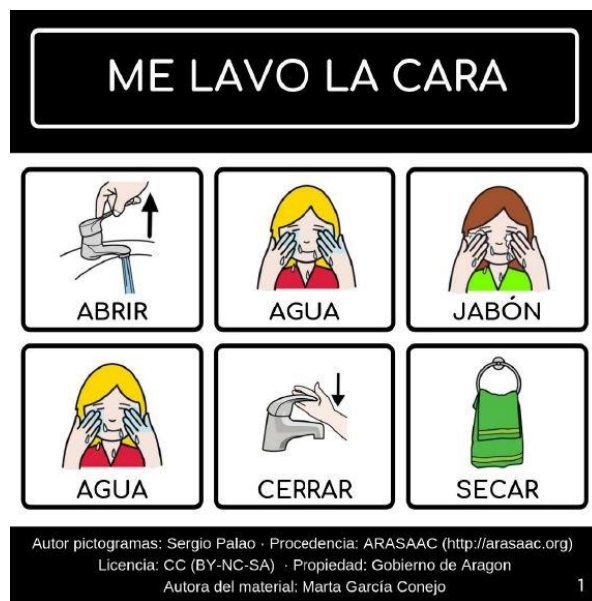 ME LAVO LA CARA
ABRIR
AGUA
JABÓN
AGUA
CERRAR
SECAR
Autor pictogramas: Sergio Palao · Procedencia: ARASAAC (http://arasaac.org)
Licencia: CC (BY-NC-SA) · Propiedad: Gobierno de Aragon
Autora del material: Marta García Conejo
1